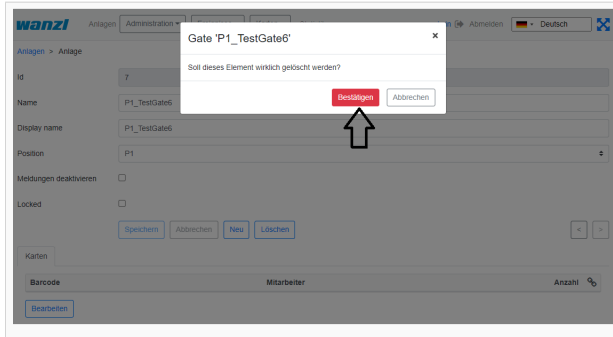 wanzl Anlagen Administration Abmelden Deutsch
Gate 'P1_TestGate6' ×
Anlagen > Anlage
Soll dieses Element wirklich gelöscht werden?
Id 7
Bestätigen Abbrechen
Name P1_TestGate6
Display name P1_TestGate6
Position P1
Meldungen deaktivieren
Locked
Speichern Abbrechen Neu Löschen < >
Karten
Barcode Mitarbeiter Anzahl
Bearbeiten